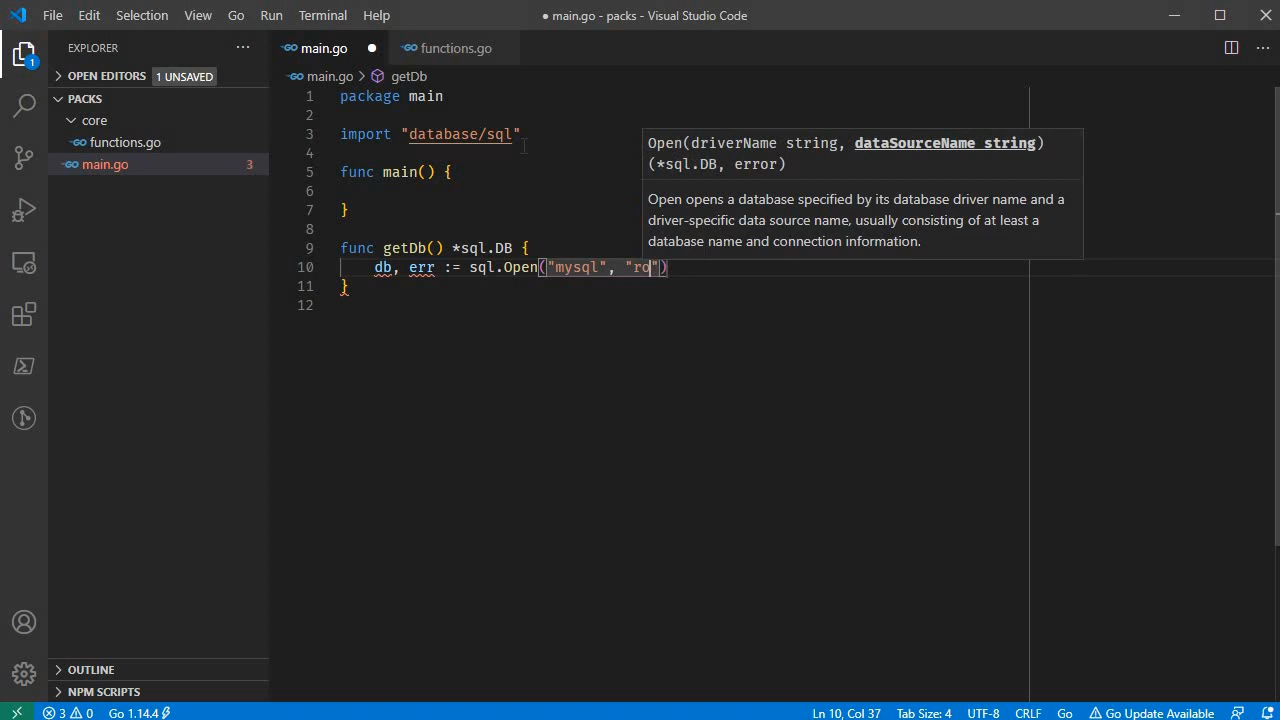 File Edit Selection View Go Run Terminal Help
● main.go - packs - Visual Studio Code
EXPLORER
1
OPEN EDITORS 1 UNSAVED
PACKS
core
functions.go
main.go 3
OUTLINE
NPM SCRIPTS
main.go
functions.go
main.go > getDb
1 package main
2
3 import "database/sql"
4
5 func main() {
6
7 }
8
9 func getDb() *sql.DB {
10 db, err := sql.Open("mysql", "ro")
11 }
12
Open(driverName string, dataSourceName string)
(*sql.DB, error)
Open opens a database specified by its database driver name and a
driver-specific data source name, usually consisting of at least a
database name and connection information.
3 0 Go 1.14.4 Ln 10, Col 37 Tab Size: 4 UTF-8 CRLF Go Go Update Available